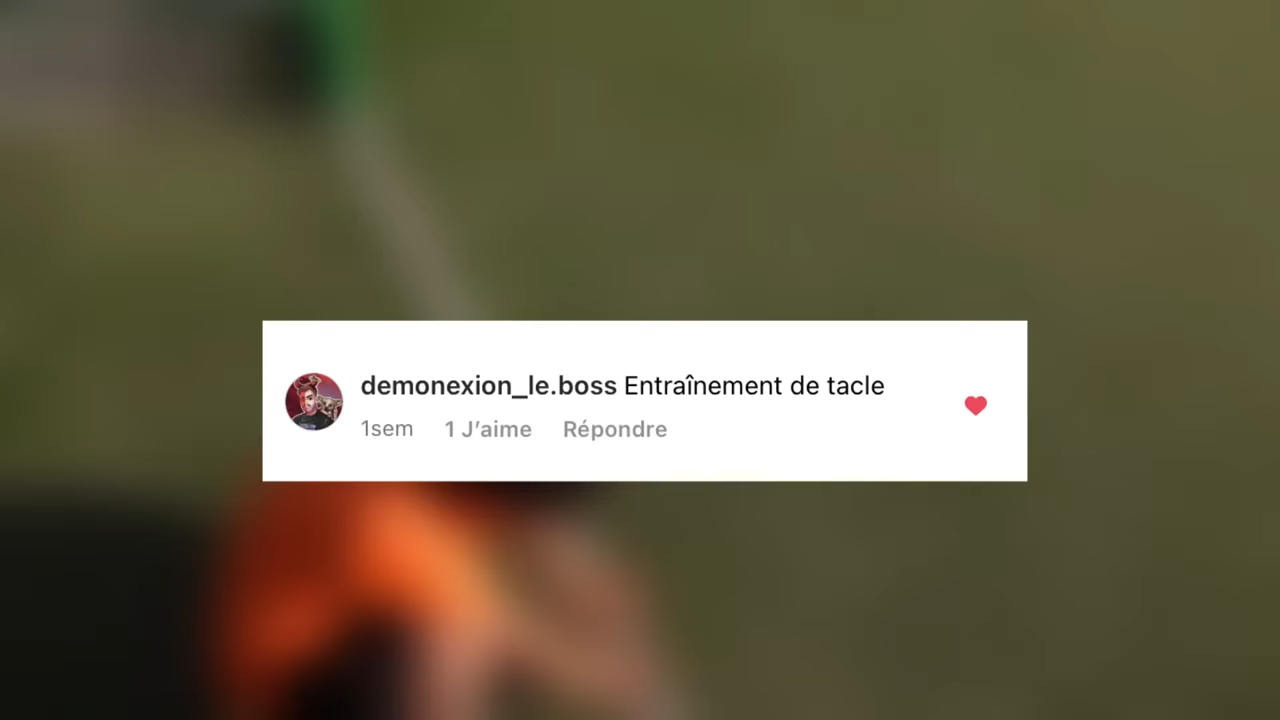 demonexion_le.boss Entraînement de tacle
1sem 1 J’aime Répondre